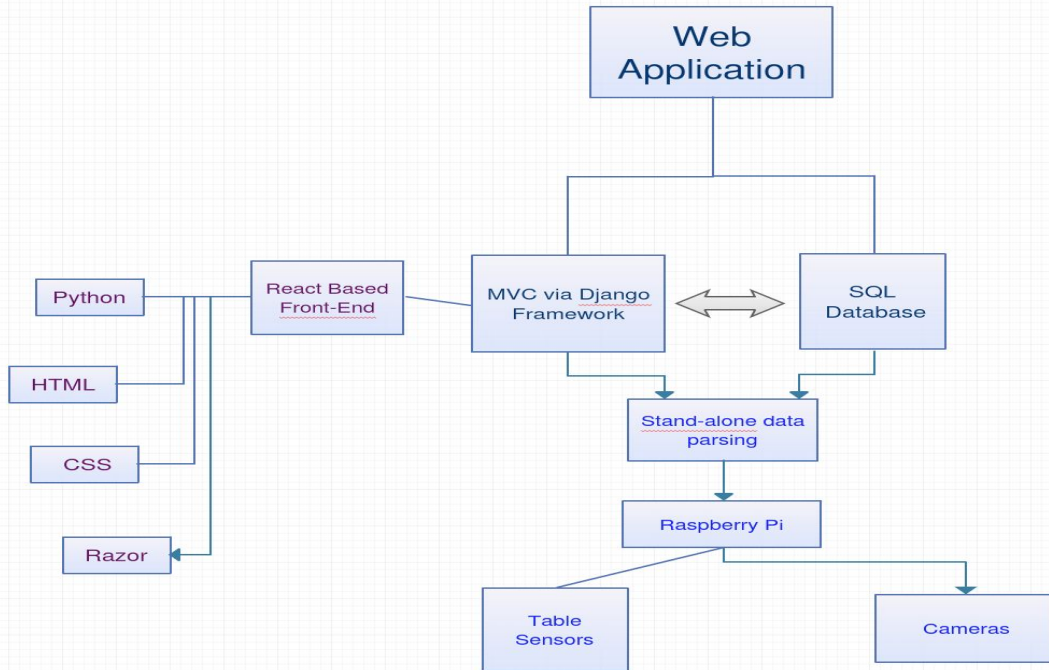 Web
Application
React Based
Front-End
MVC via Django
Framework
SQL
Database
Python
HTML
CSS
Razor
Stand-alone data
parsing
Raspberry Pi
Table
Sensors
Cameras